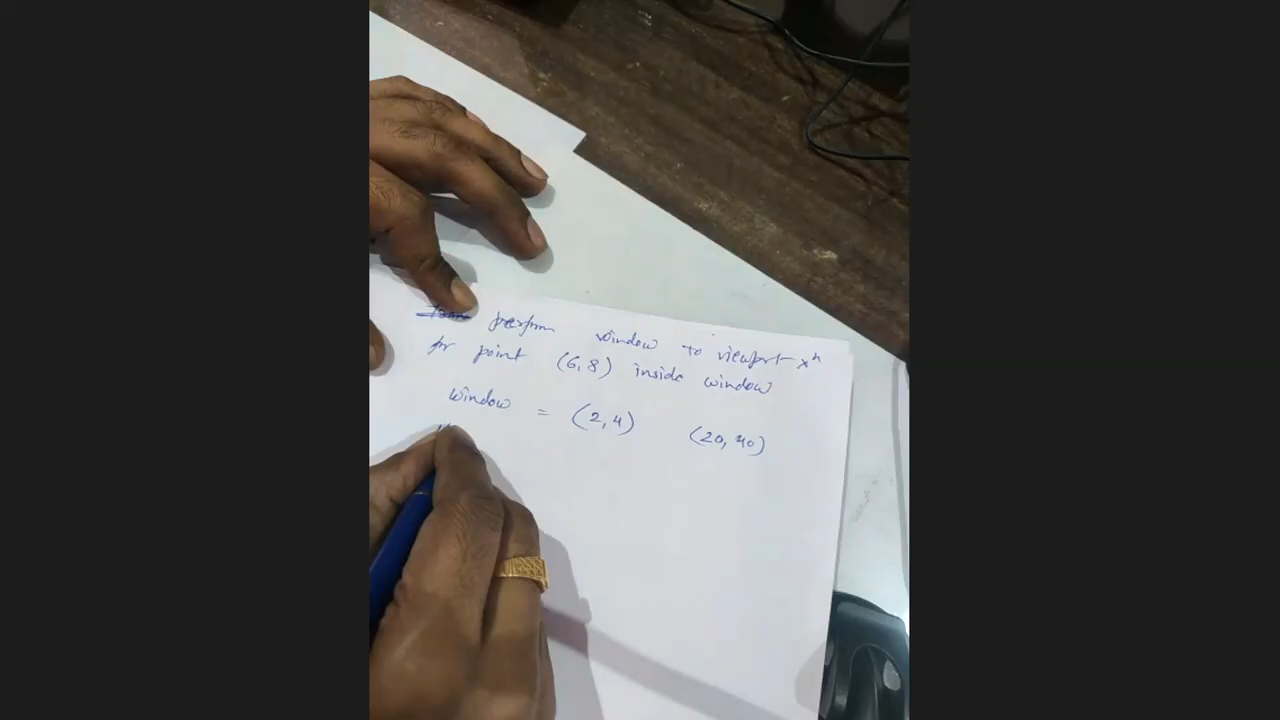 perform window to viewport xⁿ
for point (6,8) inside window
window = (2,4) (20,40)